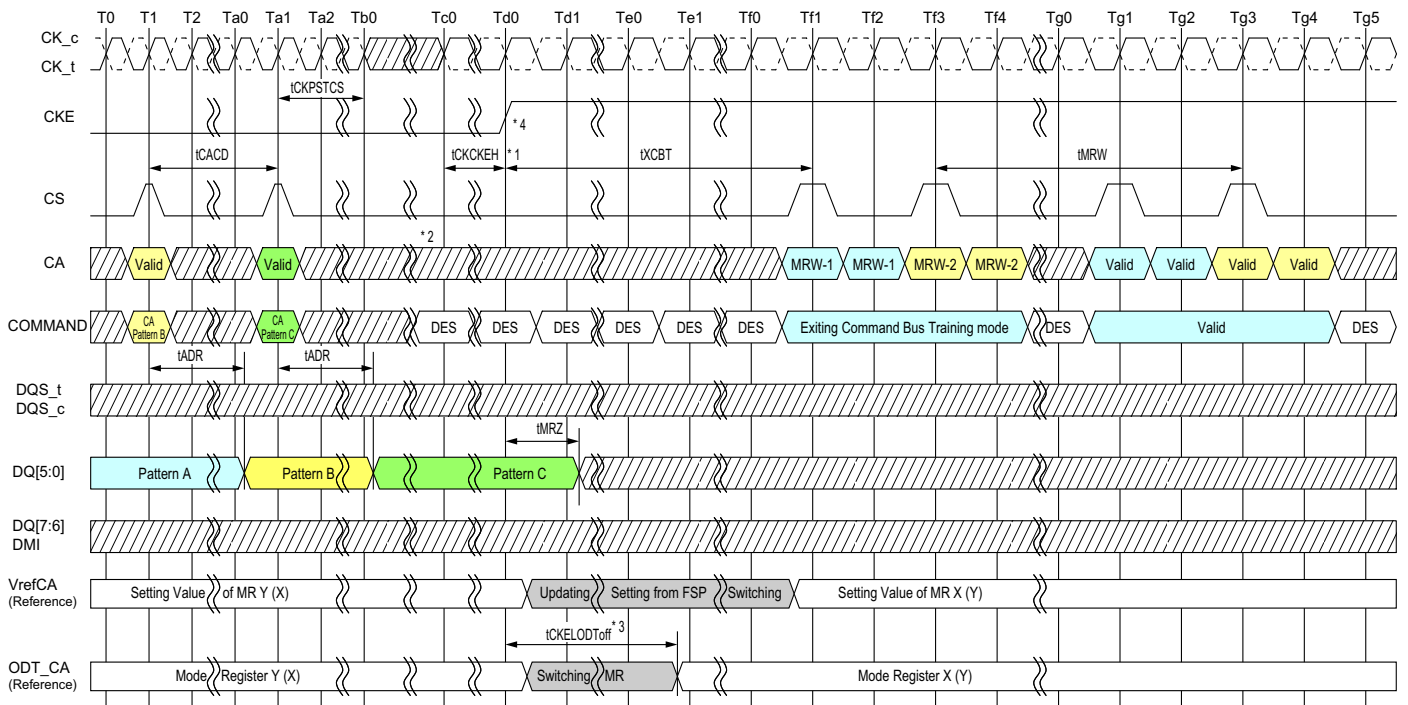 T0 T1 T2 Ta0 Ta1 Ta2 Tb0 Tc0 Td0 Td1 Te0 Te1 Tf0 Tf1 Tf2 Tf3 Tf4 Tg0 Tg1 Tg2 Tg3 Tg4 Tg5
CK_c
CK_t
tCKPSTCS
CKE
* 4
tCACD tCKCKEH * 1 tXCBT tMRW
CS
* 2
CA Valid Valid MRW-1 MRW-1 MRW-2 MRW-2 Valid Valid Valid Valid
COMMAND CA Pattern B CA Pattern C DES DES DES DES DES DES Exiting Command Bus Training mode DES Valid DES
tADR tADR
DQS_t
DQS_c
tMRZ
DQ[5:0] Pattern A Pattern B Pattern C
DQ[7:6]
DMI
VrefCA
(Reference) Setting Value of MR Y (X) Updating Setting from FSP Switching Setting Value of MR X (Y)
tCKELODToff * 3
ODT_CA
(Reference) Mode Register Y (X) Switching MR Mode Register X (Y)